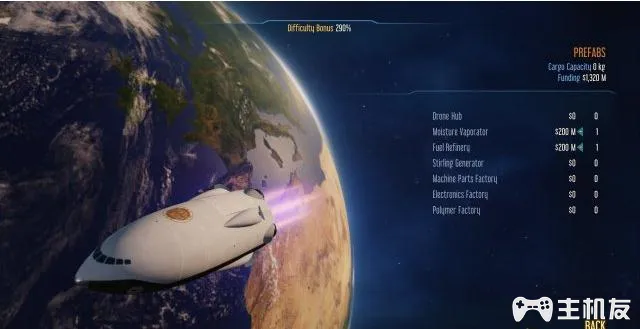 Difficulty Bonus 290%
PREFABS
Cargo Capacity 0 kg
Funding $1,320 M
Drone Hub $0 0
Moisture Vaporator $200 M 1
Fuel Refinery $200 M 1
Stirling Generator $0 0
Machine Parts Factory $0 0
Electronics Factory $0 0
Polymer Factory $0 0
主机友
BACK